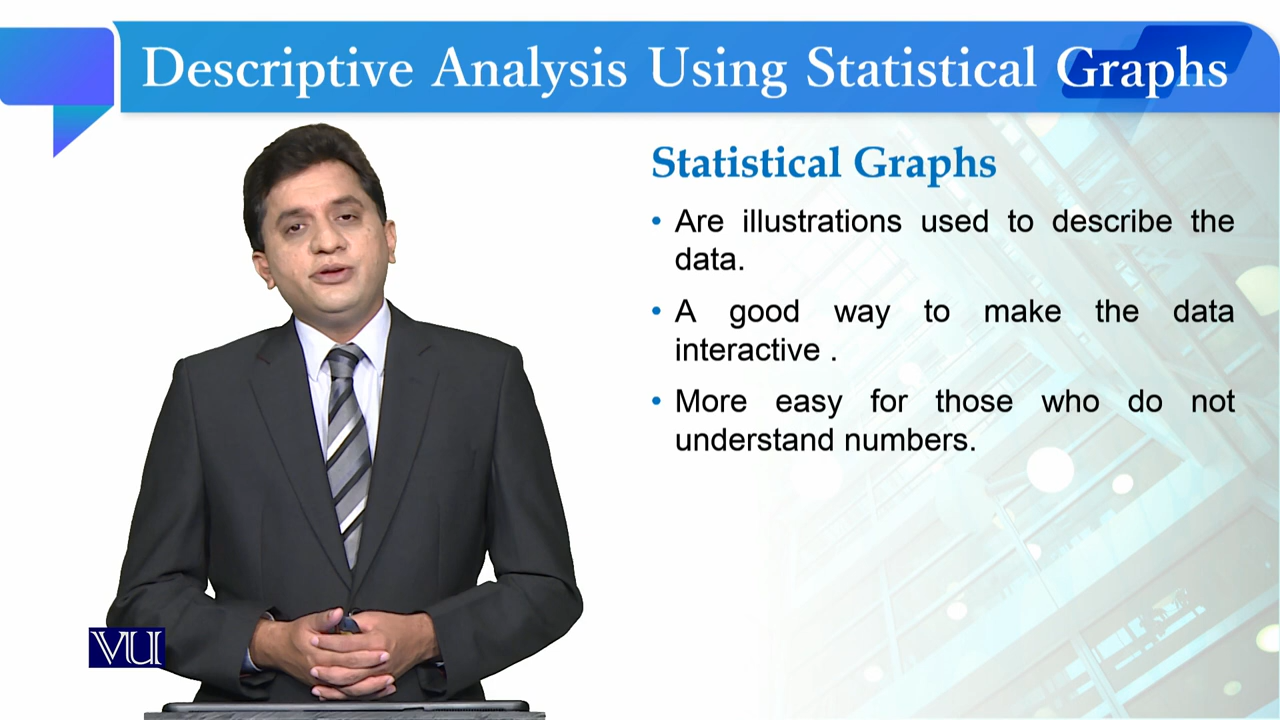 Descriptive Analysis Using Statistical Graphs
Statistical Graphs
• Are illustrations used to describe the
data.
• A good way to make the data
interactive .
• More easy for those who do not
understand numbers.
VU